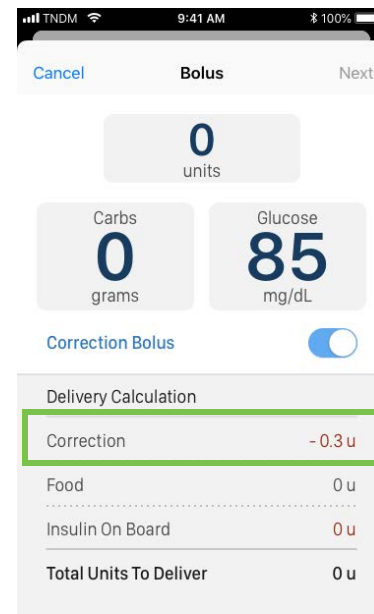 TNDM 9:41 AM 100%
Cancel Bolus Next
0
units
Carbs Glucose
0 85
grams mg/dL
Correction Bolus
Delivery Calculation
Correction - 0.3 u
Food 0 u
Insulin On Board 0 u
Total Units To Deliver 0 u